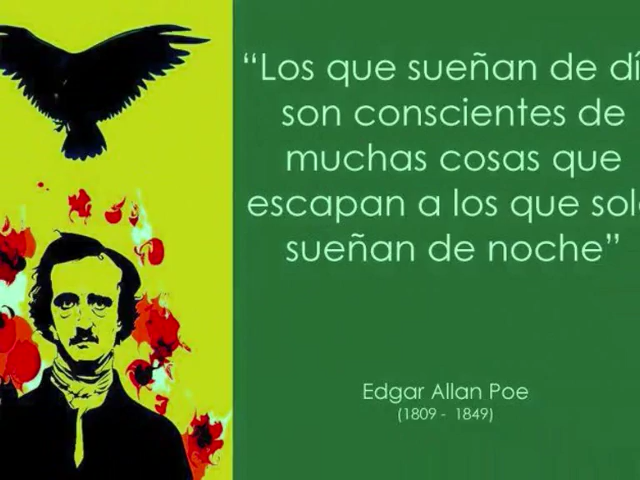 “Los que sueñan de dí
son conscientes de
muchas cosas que
escapan a los que sol
sueñan de noche”
Edgar Allan Poe
(1809 - 1849)